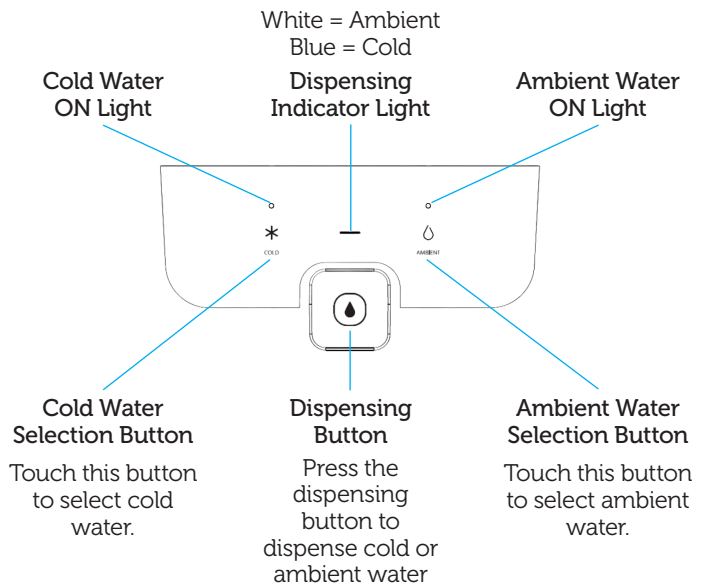 White = Ambient
Blue = Cold
Cold Water
ON Light
Dispensing
Indicator Light
Ambient Water
ON Light
COLD
AMBIENT
Cold Water
Selection Button
Touch this button
to select cold
water.
Dispensing
Button
Press the
dispensing
button to
dispense cold or
ambient water
Ambient Water
Selection Button
Touch this button
to select ambient
water.